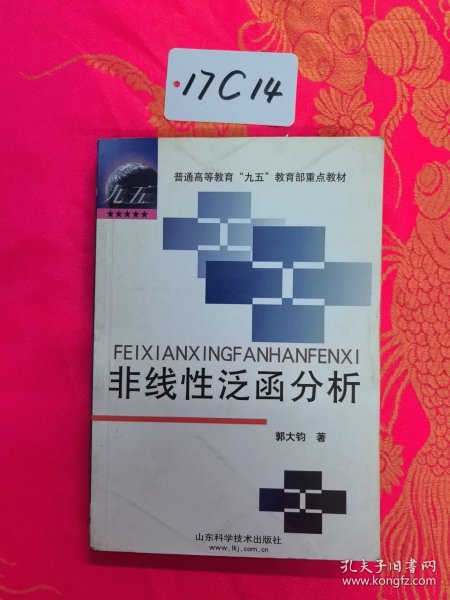 17C14
九五
★★★★★
普通高等教育“九五”教育部重点教材
FEIXIANXINGFANHANFENXI
非线性泛函分析
郭大钧 著
山东科学技术出版社
www.lkj.com.cn
孔夫子旧书网
www.kongfz.com